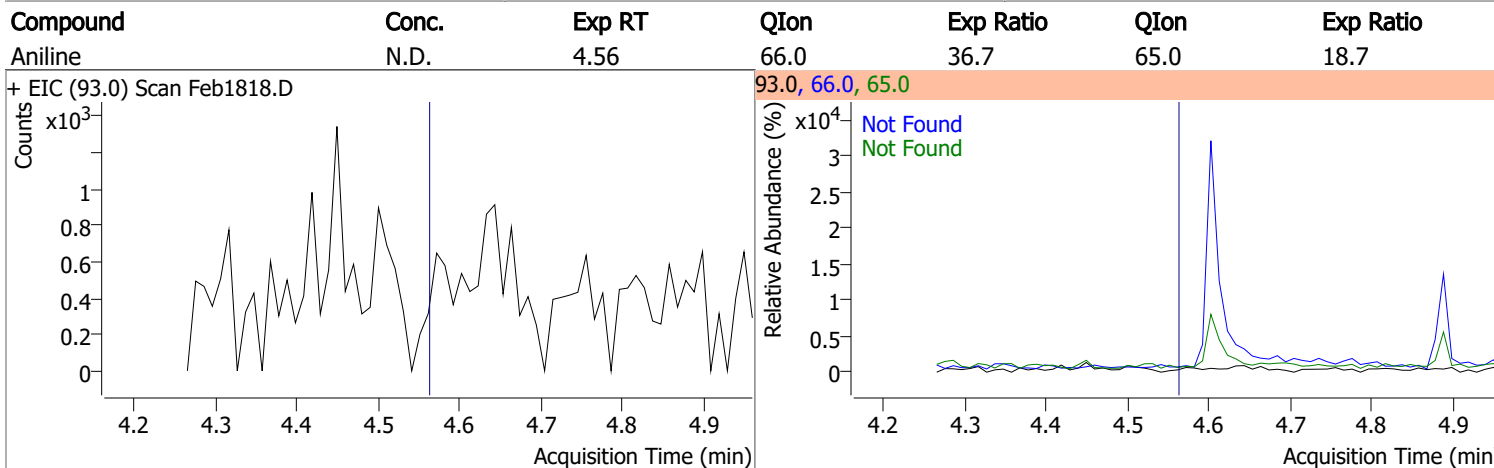 Compound Conc. Exp RT QIon Exp Ratio QIon Exp Ratio
Aniline N.D. 4.56 66.0 36.7 65.0 18.7
+ EIC (93.0) Scan Feb1818.D
Counts
x10³
1
0.8
0.6
0.4
0.2
0
4.2 4.3 4.4 4.5 4.6 4.7 4.8 4.9
Acquisition Time (min)
93.0, 66.0, 65.0
Relative Abundance (%)
x10⁴
Not Found
Not Found
3
2.5
2
1.5
1
0.5
0
4.2 4.3 4.4 4.5 4.6 4.7 4.8 4.9
Acquisition Time (min